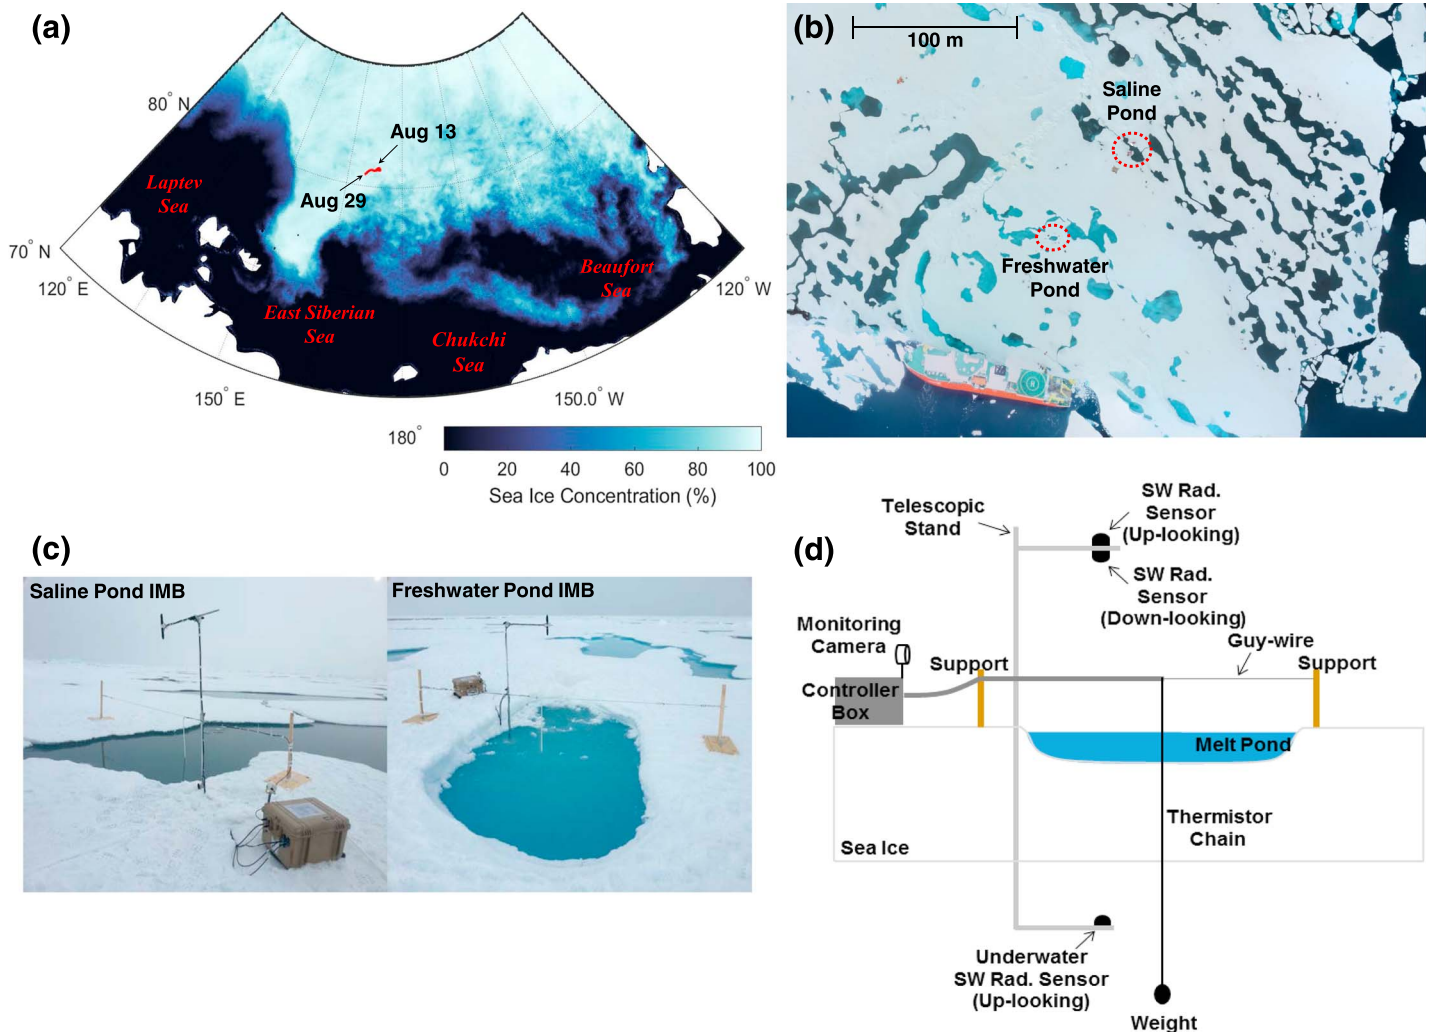 (a)
80° N
Aug 13
Laptev
Sea
Aug 29
70° N
120° E
Beaufort
Sea
120° W
East Siberian
Sea
Chukchi
Sea
150° E
150.0° W
180°
0 20 40 60 80 100
Sea Ice Concentration (%)
(b)
100 m
Saline
Pond
Freshwater
Pond
(c)
Saline Pond IMB
Freshwater Pond IMB
(d)
Telescopic
Stand
SW Rad.
Sensor
(Up-looking)
SW Rad.
Sensor
(Down-looking)
Monitoring
Camera
Guy-wire
Support
Support
Controller
Box
Melt Pond
Thermistor
Chain
Sea Ice
Underwater
SW Rad. Sensor
(Up-looking)
Weight